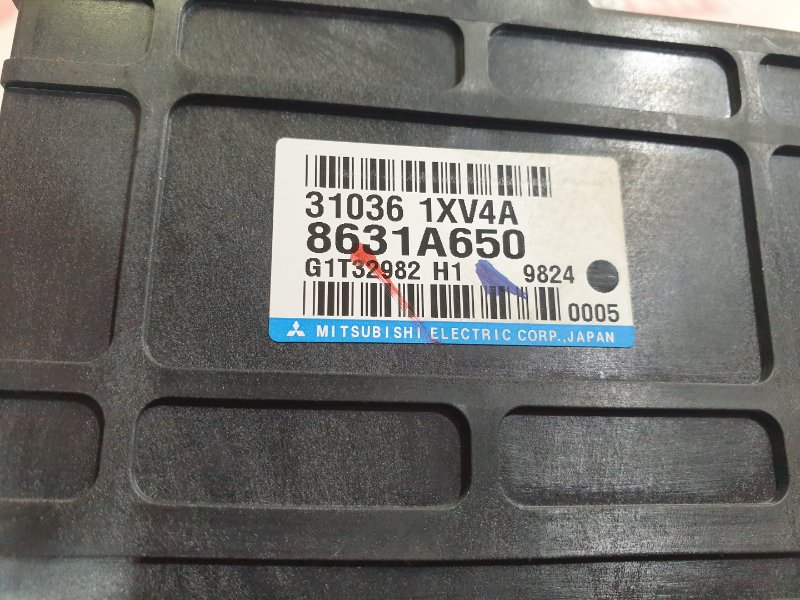 31036 1XV4A
8631A650
G1T32982 H1 9824
0005
MITSUBISHI ELECTRIC CORP.,JAPAN